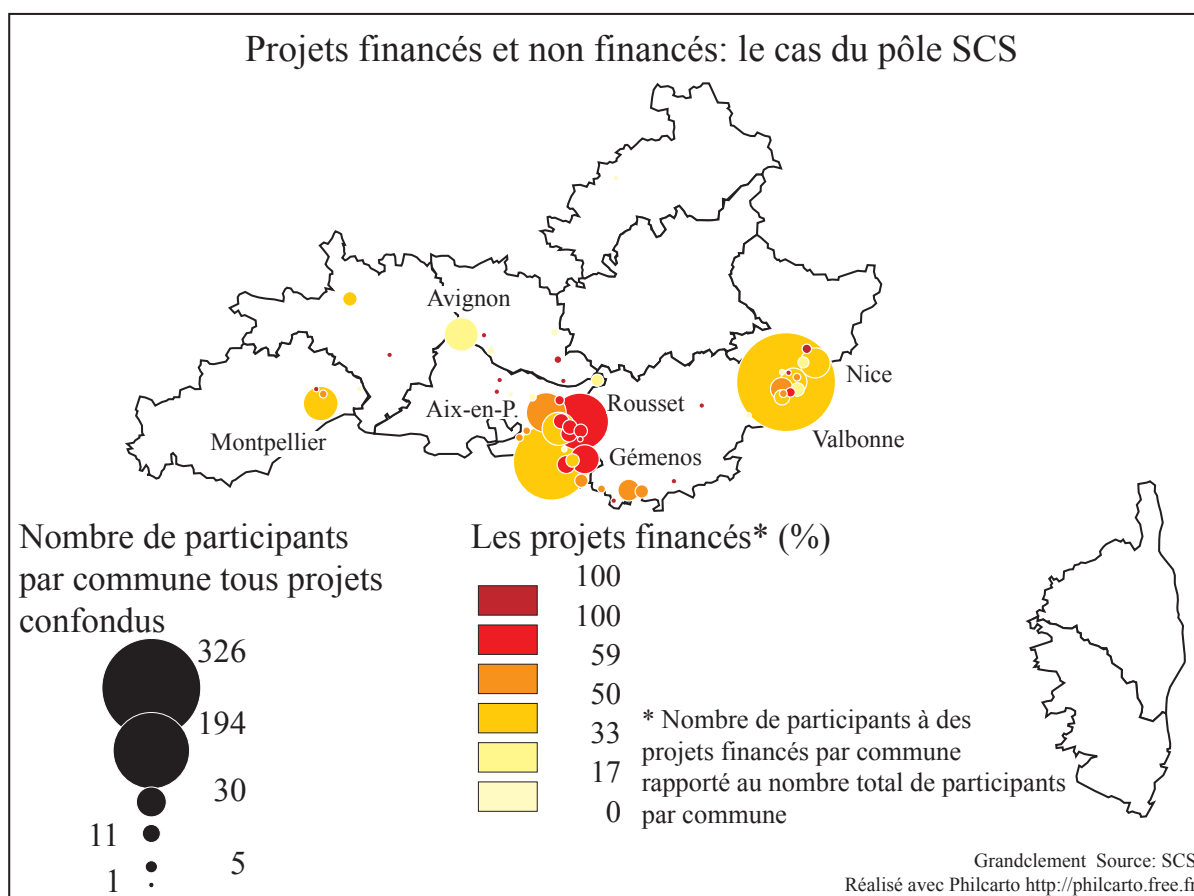 Projets financés et non financés: le cas du pôle SCS
Avignon
Nice
Aix-en-P.
Rousset
Montpellier
Valbonne
Gémenos
Nombre de participants
par commune tous projets
confondus
326
194
30
11
5
1
Les projets financés* (%)
100
100
59
50
33
17
0
* Nombre de participants à des
projets financés par commune
rapporté au nombre total de participants
par commune
Grandclement Source: SCS
Réalisé avec Philcarto http://philcarto.free.fr